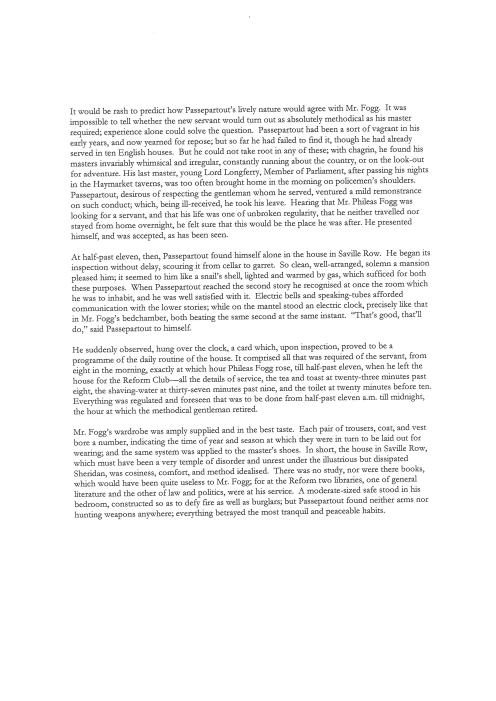 It would be rash to predict how Passepartout's lively nature would agree with Mr. Fogg.  It was
impossible to tell whether the new servant would turn out as absolutely methodical as his master
required; experience alone could solve the question.  Passepartout had been a sort of vagrant in his
early years, and now yearned for repose; but so far he had failed to find it, though he had already
served in ten English houses.  But he could not take root in any of these; with chagrin, he found his
masters invariably whimsical and irregular, constantly running about the country, or on the look-out
for adventure.  His last master, young Lord Longferry, Member of Parliament, after passing his nights
in the Haymarket taverns, was too often brought home in the morning on policemen's shoulders.
Passepartout, desirous of respecting the gentleman whom he served, ventured a mild remonstrance
on such conduct; which, being ill-received, he took his leave.  Hearing that Mr. Phileas Fogg was
looking for a servant, and that his life was one of unbroken regularity, that he neither travelled nor
stayed from home overnight, he felt sure that this would be the place he was after.  He presented
himself, and was accepted, as has been seen.

At half-past eleven, then, Passepartout found himself alone in the house in Saville Row.  He began its
inspection without delay, scouring it from cellar to garret.  So clean, well-arranged, solemn a mansion
pleased him; it seemed to him like a snail's shell, lighted and warmed by gas, which sufficed for both
these purposes.  When Passepartout reached the second story he recognised at once the room which
he was to inhabit, and he was well satisfied with it.  Electric bells and speaking-tubes afforded
communication with the lower stories; while on the mantel stood an electric clock, precisely like that
in Mr. Fogg's bedchamber, both beating the same second at the same instant.  "That's good, that'll
do," said Passepartout to himself.

He suddenly observed, hung over the clock, a card which, upon inspection, proved to be a
programme of the daily routine of the house.  It comprised all that was required of the servant, from
eight in the morning, exactly at which hour Phileas Fogg rose, till half-past eleven, when he left the
house for the Reform Club—all the details of service, the tea and toast at twenty-three minutes past
eight, the shaving-water at thirty-seven minutes past nine, and the toilet at twenty minutes before ten.
Everything was regulated and foreseen that was to be done from half-past eleven a.m. till midnight,
the hour at which the methodical gentleman retired.

Mr. Fogg's wardrobe was amply supplied and in the best taste.  Each pair of trousers, coat, and vest
bore a number, indicating the time of year and season at which they were in turn to be laid out for
wearing; and the same system was applied to the master's shoes.  In short, the house in Saville Row,
which must have been a very temple of disorder and unrest under the illustrious but dissipated
Sheridan, was cosiness, comfort, and method idealised.  There was no study, nor were there books,
which would have been quite useless to Mr. Fogg; for at the Reform two libraries, one of general
literature and the other of law and politics, were at his service.  A moderate-sized safe stood in his
bedroom, constructed so as to defy fire as well as burglars; but Passepartout found neither arms nor
hunting weapons anywhere; everything betrayed the most tranquil and peaceable habits.